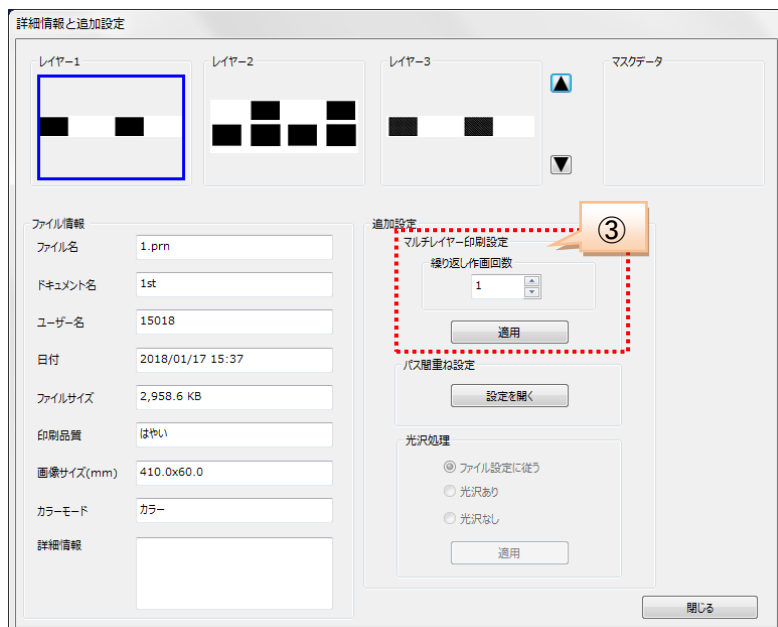 詳細情報と追加設定
レイヤー1
レイヤー2
レイヤー3
▲
▼
マスクデータ
ファイル情報
ファイル名
1.prn
ドキュメント名
1st
ユーザー名
15018
日付
2018/01/17 15:37
ファイルサイズ
2,958.6 KB
印刷品質
はやい
画像サイズ(mm)
410.0x60.0
カラーモード
カラー
詳細情報
追加設定
③
マルチレイヤー印刷設定
繰り返し作画回数
1
適用
パス間重ね設定
設定を開く
光沢処理
ファイル設定に従う
光沢あり
光沢なし
適用
閉じる